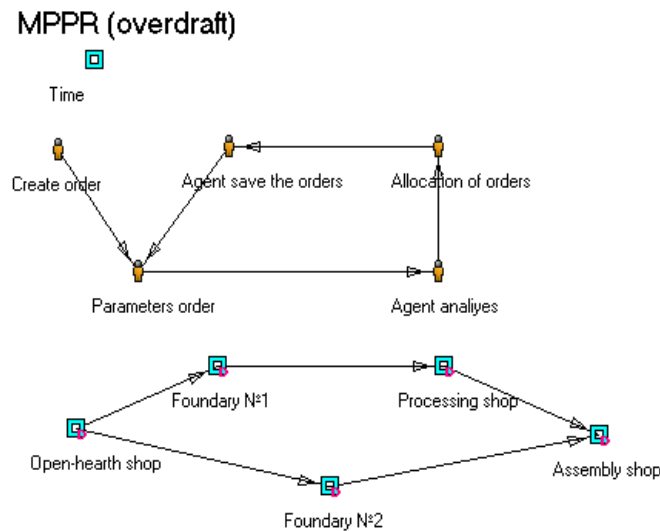 MPPR (overdraft)
Time
Create order
Agent save the orders
Allocation of orders
Parameters order
Agent analiyes
Foundary №1
Processing shop
Open-hearth shop
Assembly shop
Foundary №2